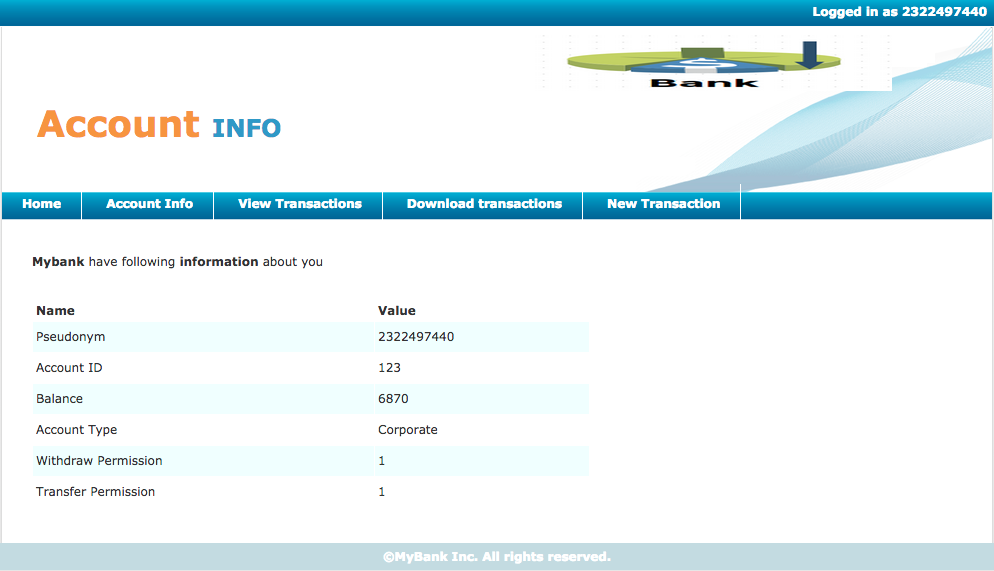 Logged in as 2322497440
Bank
Account INFO
Home Account Info View Transactions Download transactions New Transaction
Mybank have following information about you
Name Value
Pseudonym 2322497440
Account ID 123
Balance 6870
Account Type Corporate
Withdraw Permission 1
Transfer Permission 1
©MyBank Inc. All rights reserved.